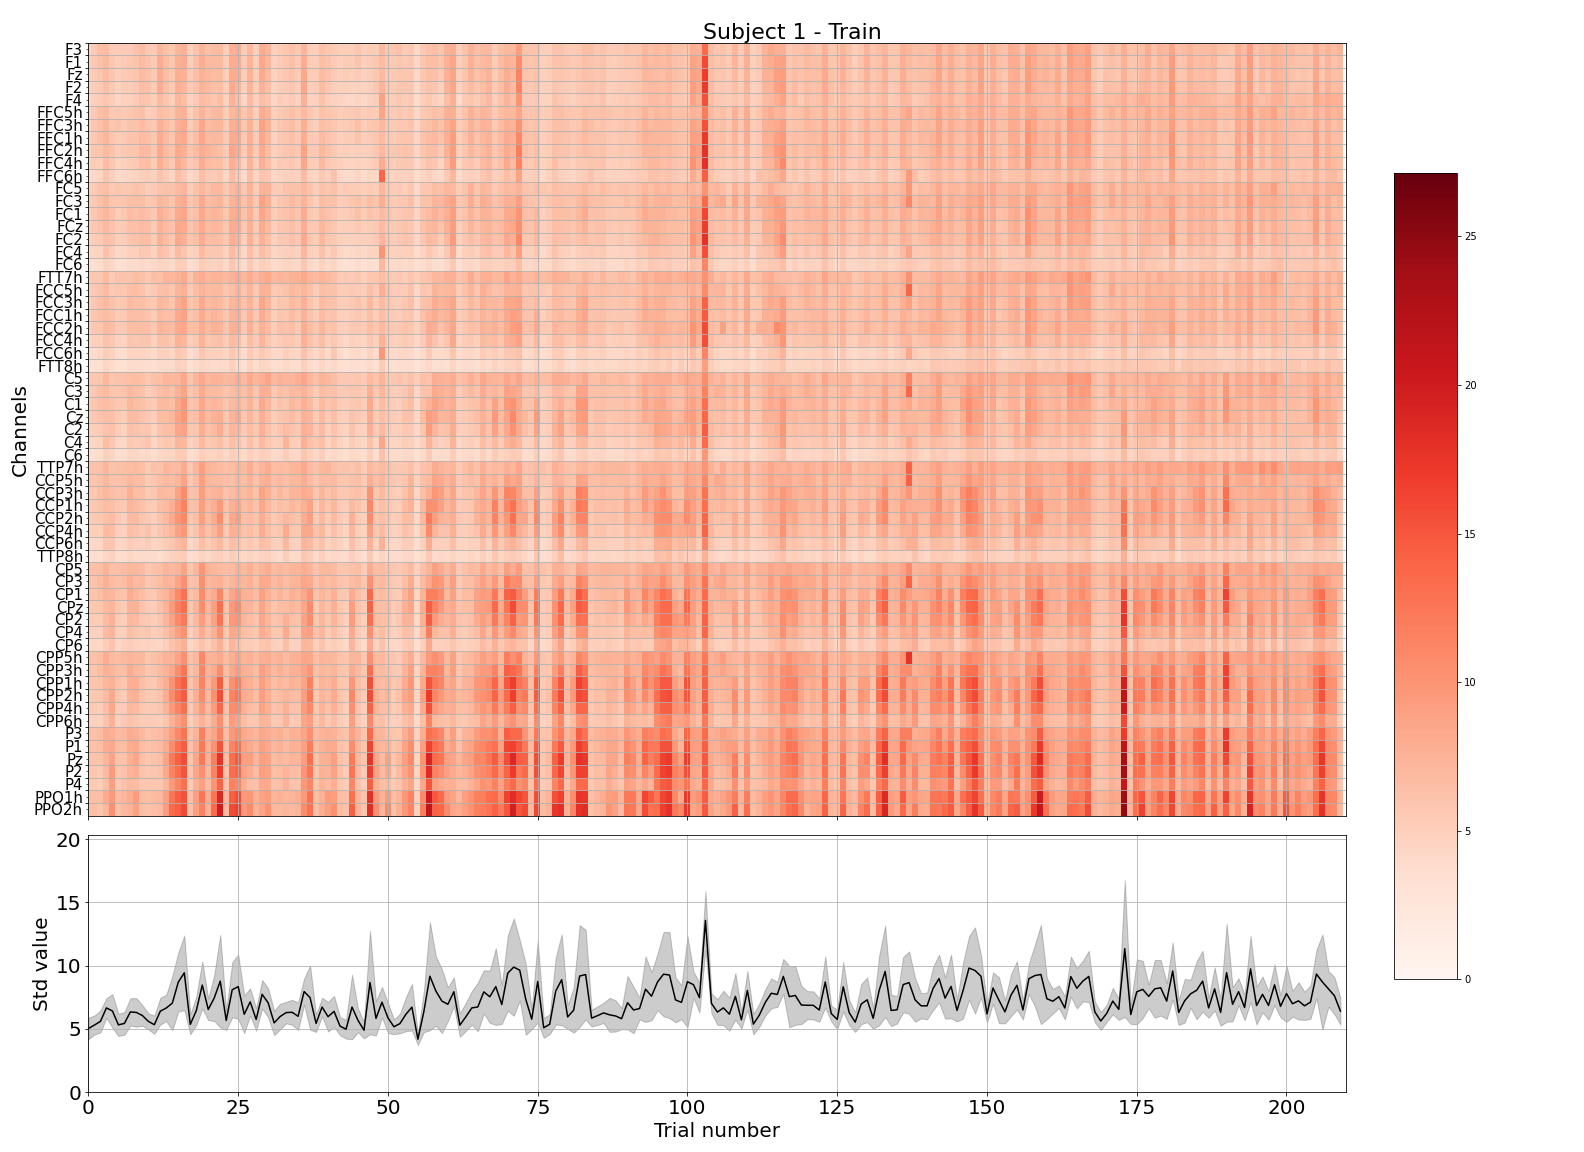 Subject 1 - Train
F3
F1
Fz
F2
F4
FFC5h
FFC3h
FFC1h
FFC2h
FFC4h
FFC6h
FC5
FC3
FC1
FCz
FC2
FC4
FC6
FTT7h
FCC5h
FCC3h
FCC1h
FCC2h
FCC4h
FCC6h
FTT8h
C5
C3
C1
Cz
C2
C4
C6
TTP7h
CCP5h
CCP3h
CCP1h
CCP2h
CCP4h
CCP6h
TTP8h
CP5
CP3
CP1
CPz
CP2
CP4
CP6
CPP5h
CPP3h
CPP1h
CPP2h
CPP4h
CPP6h
P3
P1
Pz
P2
P4
PPO1h
PPO2h
Channels
25
20
15
10
5
0
20
15
10
5
0
Std value
0 25 50 75 100 125 150 175 200
Trial number